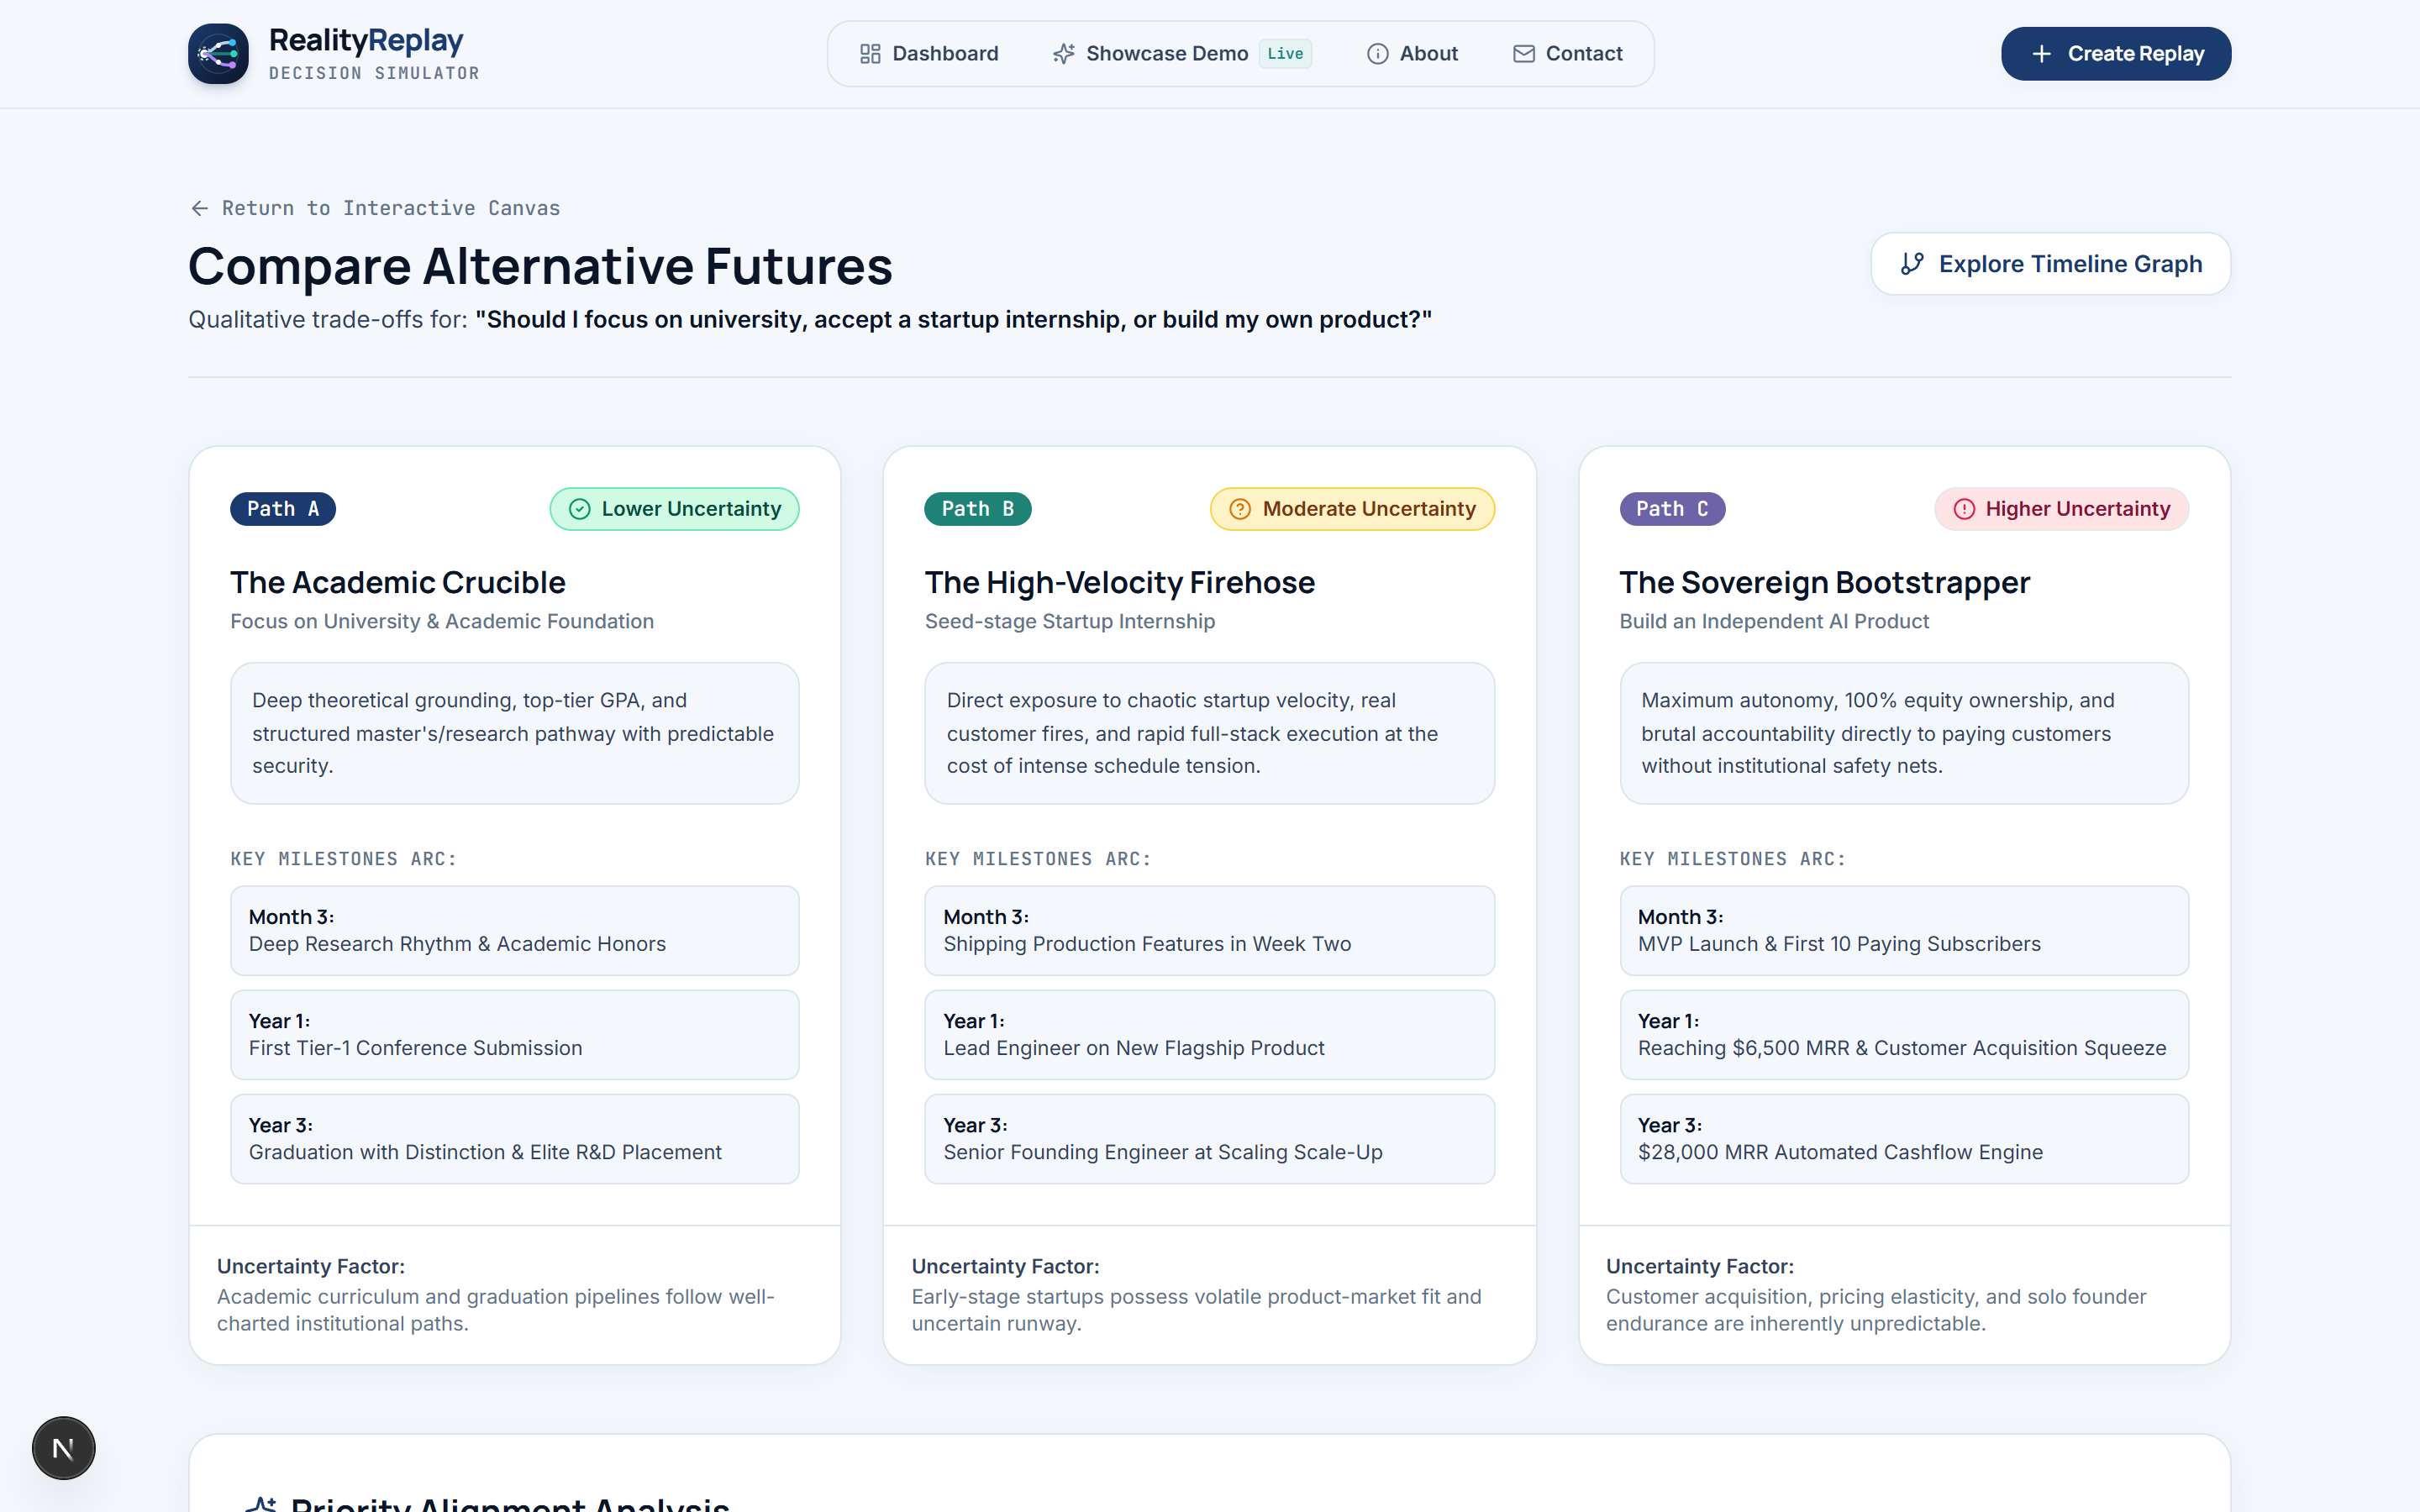 RealityReplay
DECISION SIMULATOR
Dashboard
Showcase Demo Live
About
Contact
Create Replay
Return to Interactive Canvas
Compare Alternative Futures
Qualitative trade-offs for: "Should I focus on university, accept a startup internship, or build my own product?"
Explore Timeline Graph
Path A
Lower Uncertainty
The Academic Crucible
Focus on University & Academic Foundation
Deep theoretical grounding, top-tier GPA, and
structured master's/research pathway with predictable
security.
KEY MILESTONES ARC:
Month 3:
Deep Research Rhythm & Academic Honors
Year 1:
First Tier-1 Conference Submission
Year 3:
Graduation with Distinction & Elite R&D Placement
Uncertainty Factor:
Academic curriculum and graduation pipelines follow well-
charted institutional paths.
Path B
Moderate Uncertainty
The High-Velocity Firehose
Seed-stage Startup Internship
Direct exposure to chaotic startup velocity, real
customer fires, and rapid full-stack execution at the
cost of intense schedule tension.
KEY MILESTONES ARC:
Month 3:
Shipping Production Features in Week Two
Year 1:
Lead Engineer on New Flagship Product
Year 3:
Senior Founding Engineer at Scaling Scale-Up
Uncertainty Factor:
Early-stage startups possess volatile product-market fit and
uncertain runway.
Path C
Higher Uncertainty
The Sovereign Bootstrapper
Build an Independent AI Product
Maximum autonomy, 100% equity ownership, and
brutal accountability directly to paying customers
without institutional safety nets.
KEY MILESTONES ARC:
Month 3:
MVP Launch & First 10 Paying Subscribers
Year 1:
Reaching $6,500 MRR & Customer Acquisition Squeeze
Year 3:
$28,000 MRR Automated Cashflow Engine
Uncertainty Factor:
Customer acquisition, pricing elasticity, and solo founder
endurance are inherently unpredictable.
N
Priority Alignment Analysis